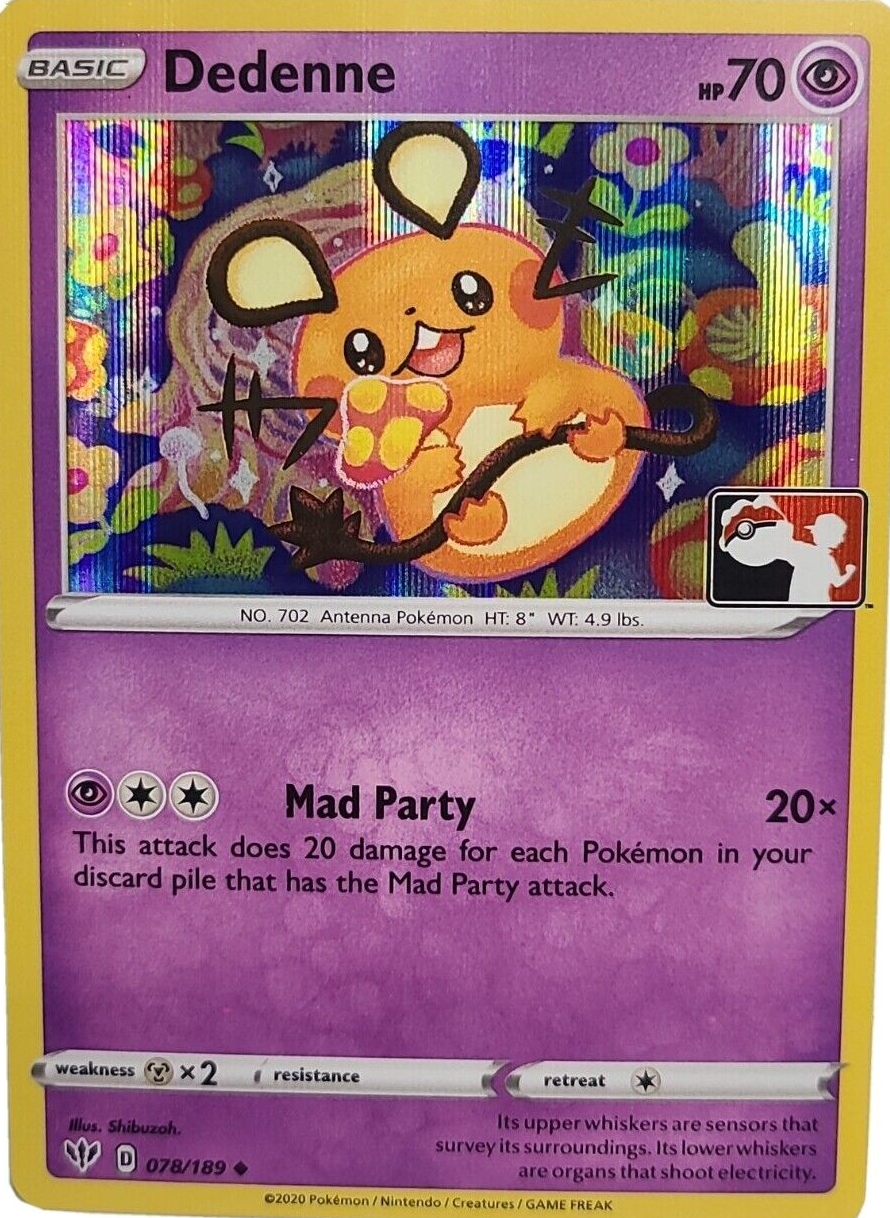 BASIC Dedenne HP70
NO. 702 Antenna Pokémon HT: 8" WT: 4.9 lbs.
™
Mad Party 20×
This attack does 20 damage for each Pokémon in your
discard pile that has the Mad Party attack.
weakness ×2 resistance retreat
Illus. Shibuzoh.
D 078/189
Its upper whiskers are sensors that
survey its surroundings. Its lower whiskers
are organs that shoot electricity.
©2020 Pokémon / Nintendo / Creatures / GAME FREAK